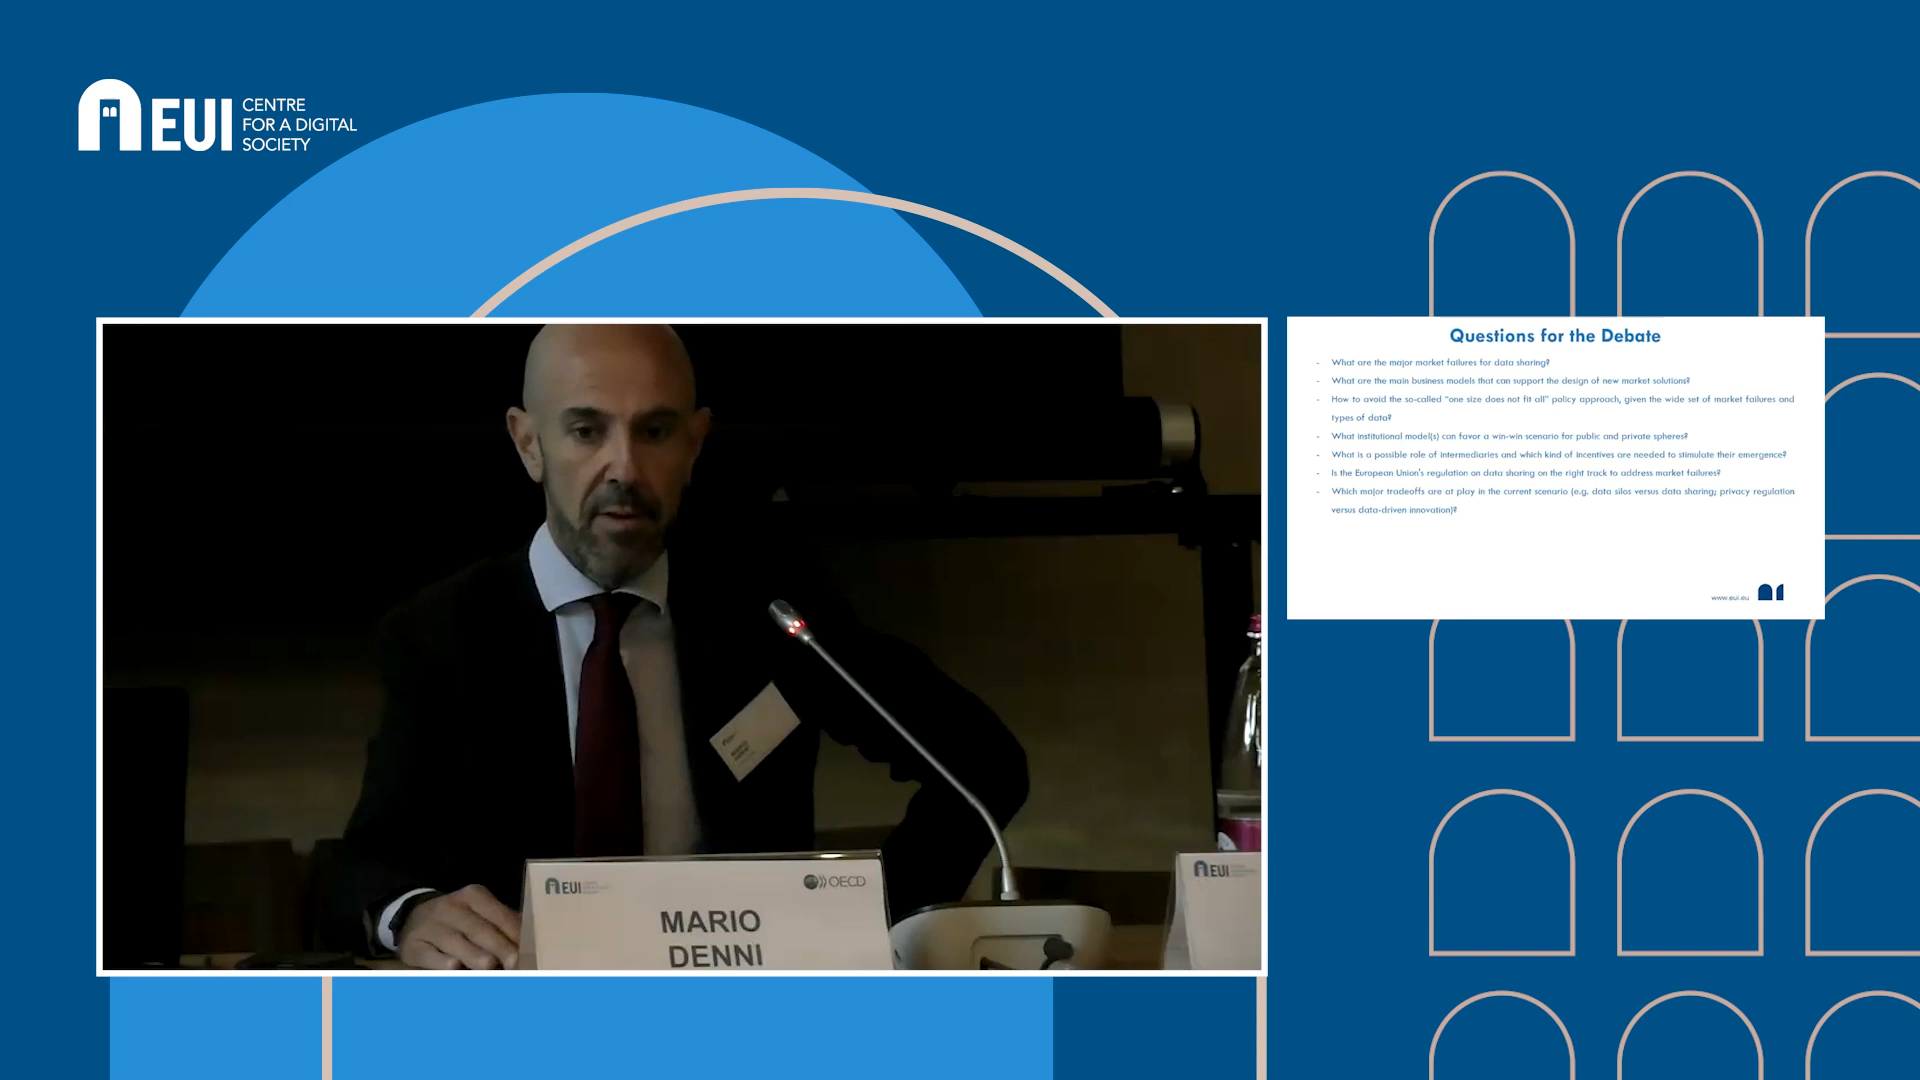 EUI
CENTRE
FOR A DIGITAL
SOCIETY
Questions for the Debate
- What are the major market failures for data sharing?
- What are the main business models that can support the design of new market solutions?
- How to avoid the so-called “one size does not fit all” policy approach, given the wide set of market failures and
types of data?
- What institutional model(s) can favor a win-win scenario for public and private spheres?
- What is a possible role of intermediaries and which kind of incentives are needed to stimulate their emergence?
- Is the European Union's regulation on data sharing on the right track to address market failures?
- Which major tradeoffs are at play in the current scenario (e.g. data silos versus data sharing; privacy regulation
versus data-driven innovation)?
www.eui.eu
EUI
OECD
MARIO
DENNI
EUI